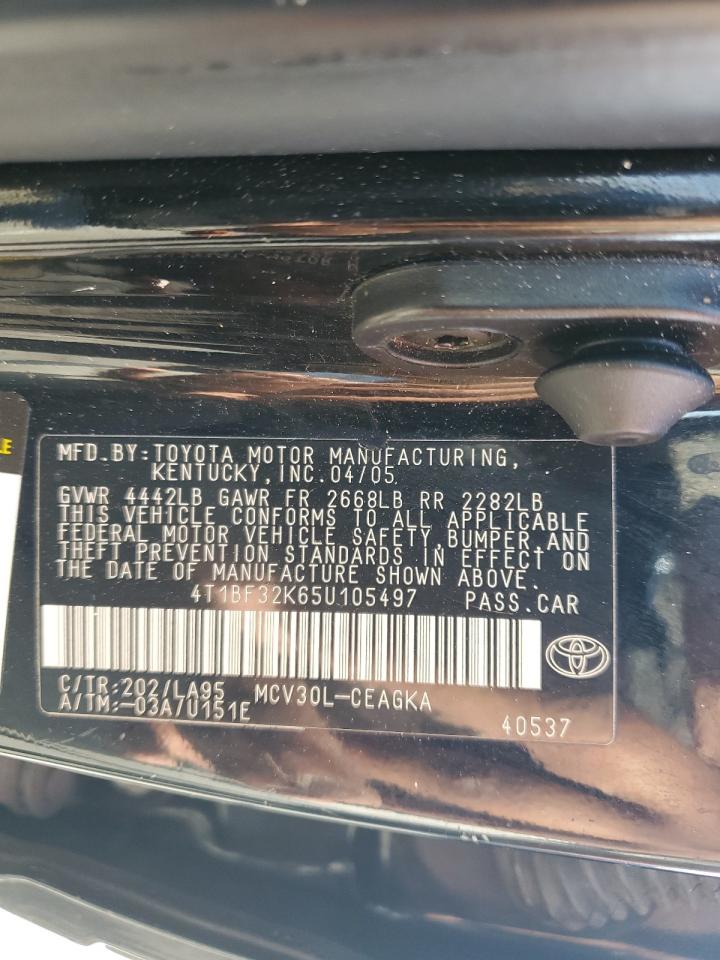 LE
MFD.BY:TOYOTA MOTOR MANUFACTURING,
KENTUCKY,INC.04/05
GVWR 4442LB GAWR FR 2668LB RR 2282LB
THIS VEHICLE CONFORMS TO ALL APPLICABLE
FEDERAL MOTOR VEHICLE SAFETY, BUMPER AND
THEFT PREVENTION STANDARDS IN EFFECT ON
THE DATE OF MANUFACTURE SHOWN ABOVE.
4T1BF32K65U105497 PASS.CAR
C/TR:202/LA95 MCV30L-CEAGKA
A/TM:-03A/U151E
40537